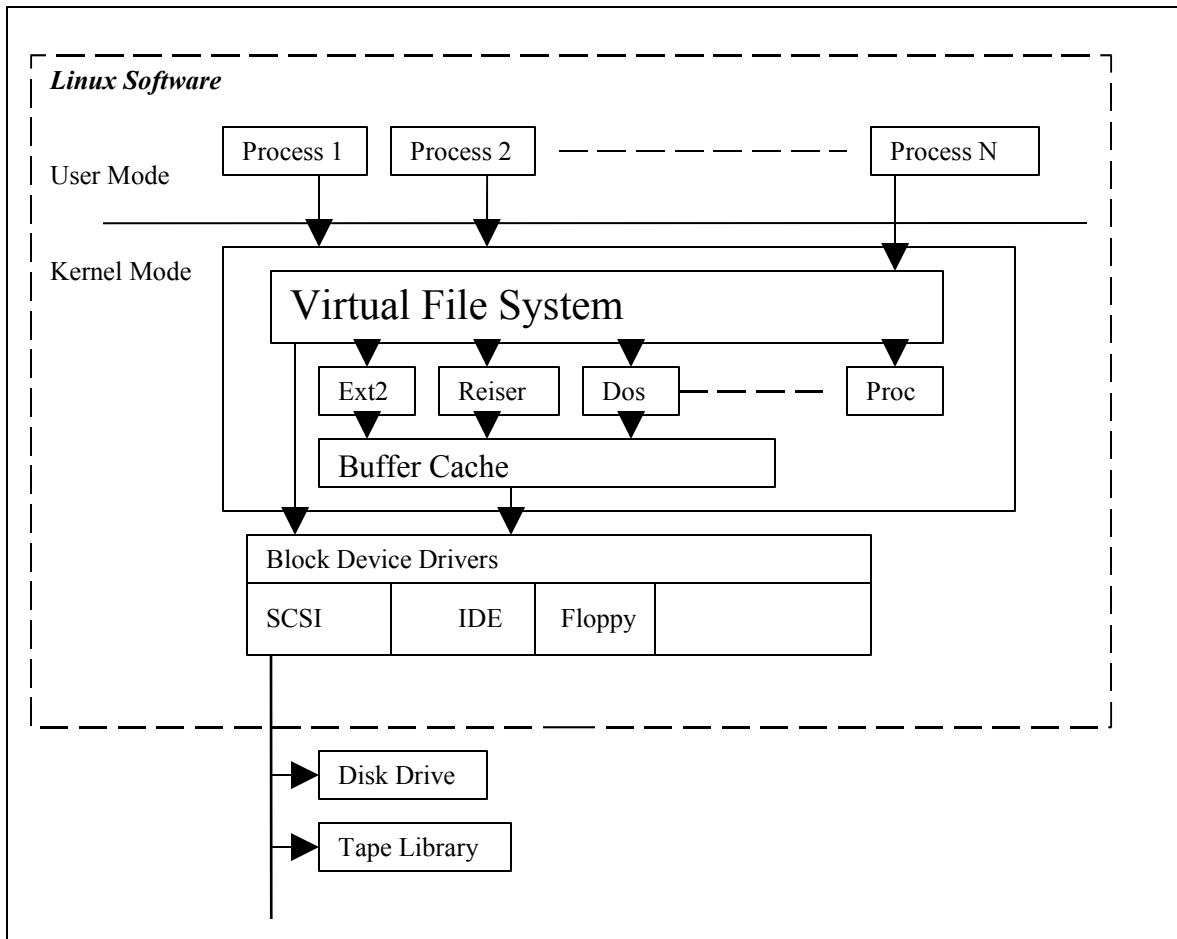 Linux Software
Process 1
Process 2
Process N
User Mode
Kernel Mode
Virtual File System
Ext2
Reiser
Dos
Proc
Buffer Cache
Block Device Drivers
SCSI
IDE
Floppy
Disk Drive
Tape Library